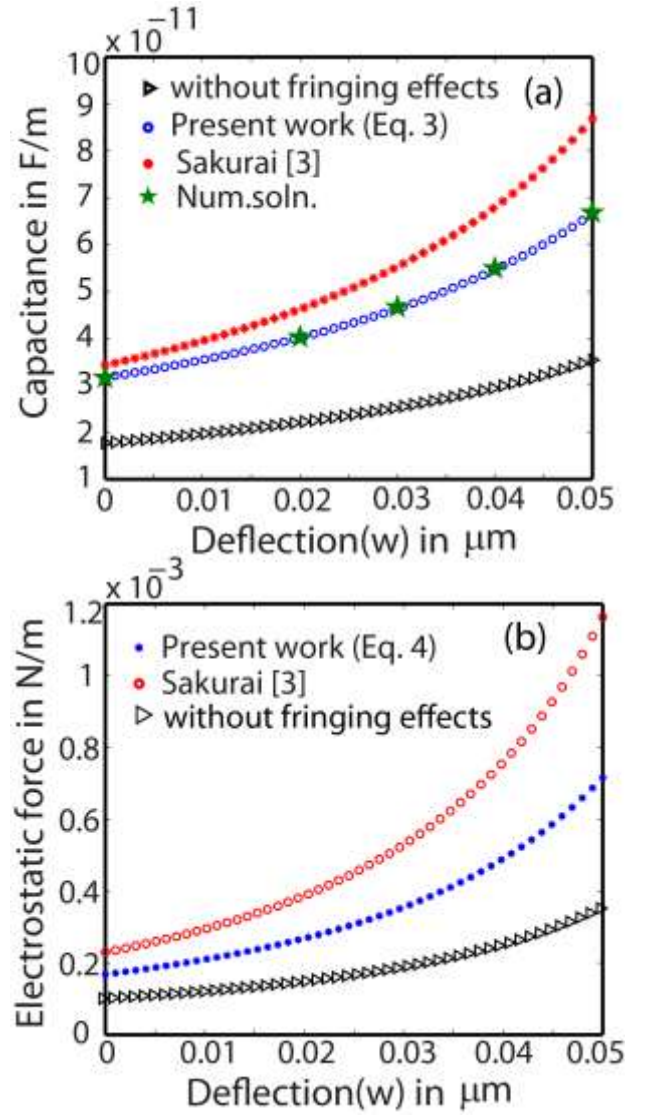 x 10⁻¹¹
10
9
8
7
6
5
4
3
2
1
Capacitance in F/m
without fringing effects
(a)
Present work (Eq. 3)
Sakurai [3]
Num.soln.
0
0.02
0.03
0.04
0.05
Deflection(w) in μm
x 10⁻³
1.2
1
0.8
0.6
0.4
0.2
0
Electrostatic force in N/m
Present work (Eq. 4)
(b)
Sakurai [3]
without fringing effects
0
0.01
0.02
0.03
0.04
0.05
Deflection(w) in μm